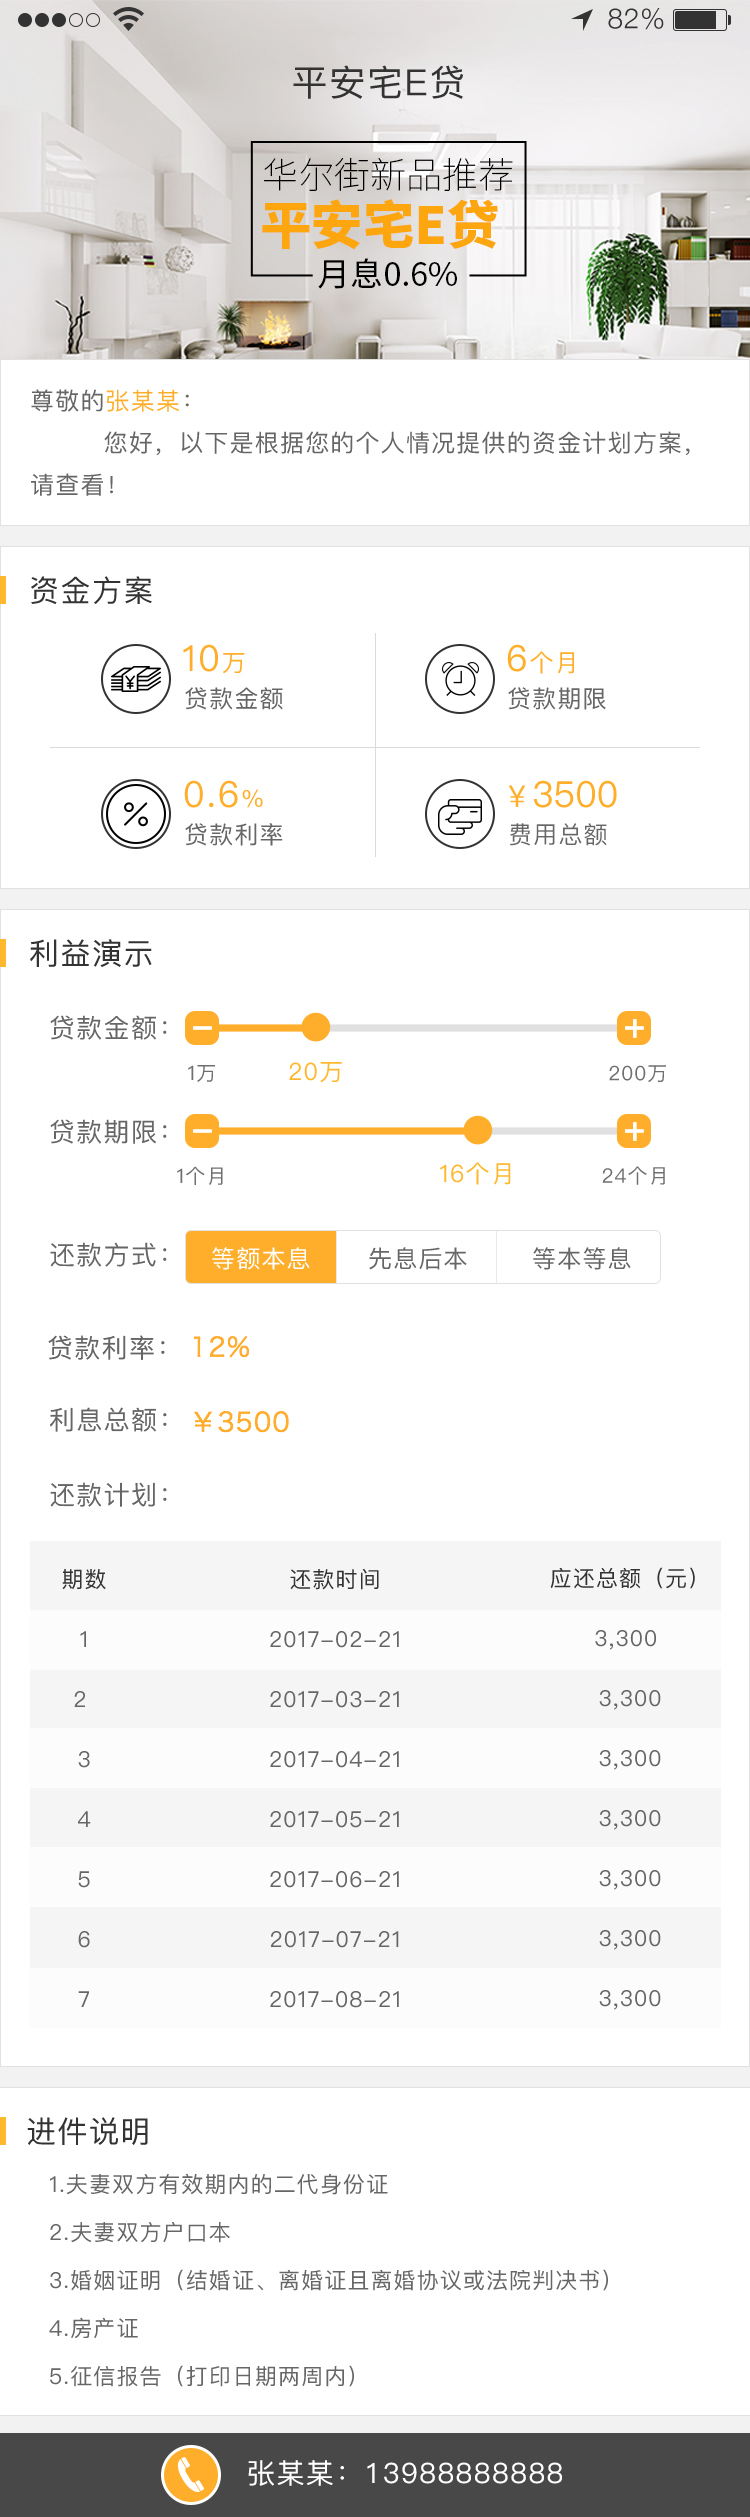 82%
平安宅E贷
华尔街新品推荐
平安宅E贷
月息0.6%
尊敬的张某某：
您好，以下是根据您的个人情况提供的资金计划方案，
请查看！
资金方案
10万
贷款金额
6个月
贷款期限
0.6%
贷款利率
¥3500
费用总额
利益演示
贷款金额：
1万 20万 200万
贷款期限：
1个月 16个月 24个月
还款方式： 等额本息 先息后本 等本等息
贷款利率： 12%
利息总额： ¥3500
还款计划：
期数 还款时间 应还总额（元）
1 2017-02-21 3,300
2 2017-03-21 3,300
3 2017-04-21 3,300
4 2017-05-21 3,300
5 2017-06-21 3,300
6 2017-07-21 3,300
7 2017-08-21 3,300
进件说明
1.夫妻双方有效期内的二代身份证
2.夫妻双方户口本
3.婚姻证明（结婚证、离婚证且离婚协议或法院判决书）
4.房产证
5.征信报告（打印日期两周内）
张某某：13988888888